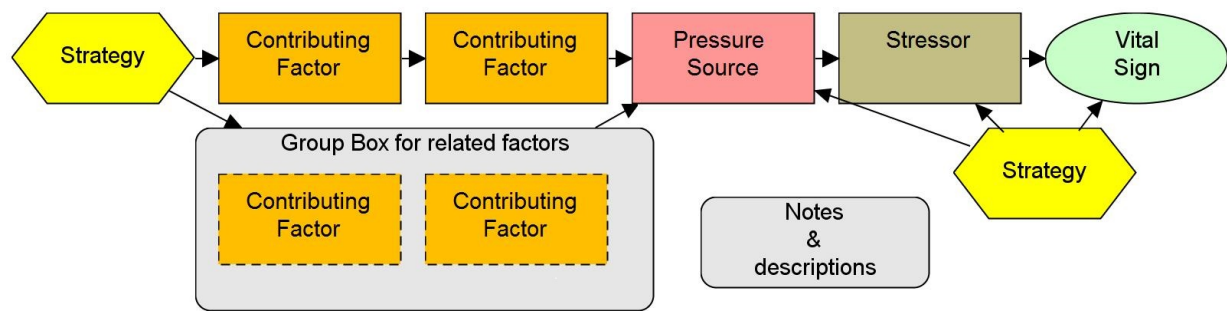 Strategy
Contributing
Factor
Contributing
Factor
Pressure
Source
Stressor
Vital
Sign
Group Box for related factors
Contributing
Factor
Contributing
Factor
Notes
&
descriptions
Strategy